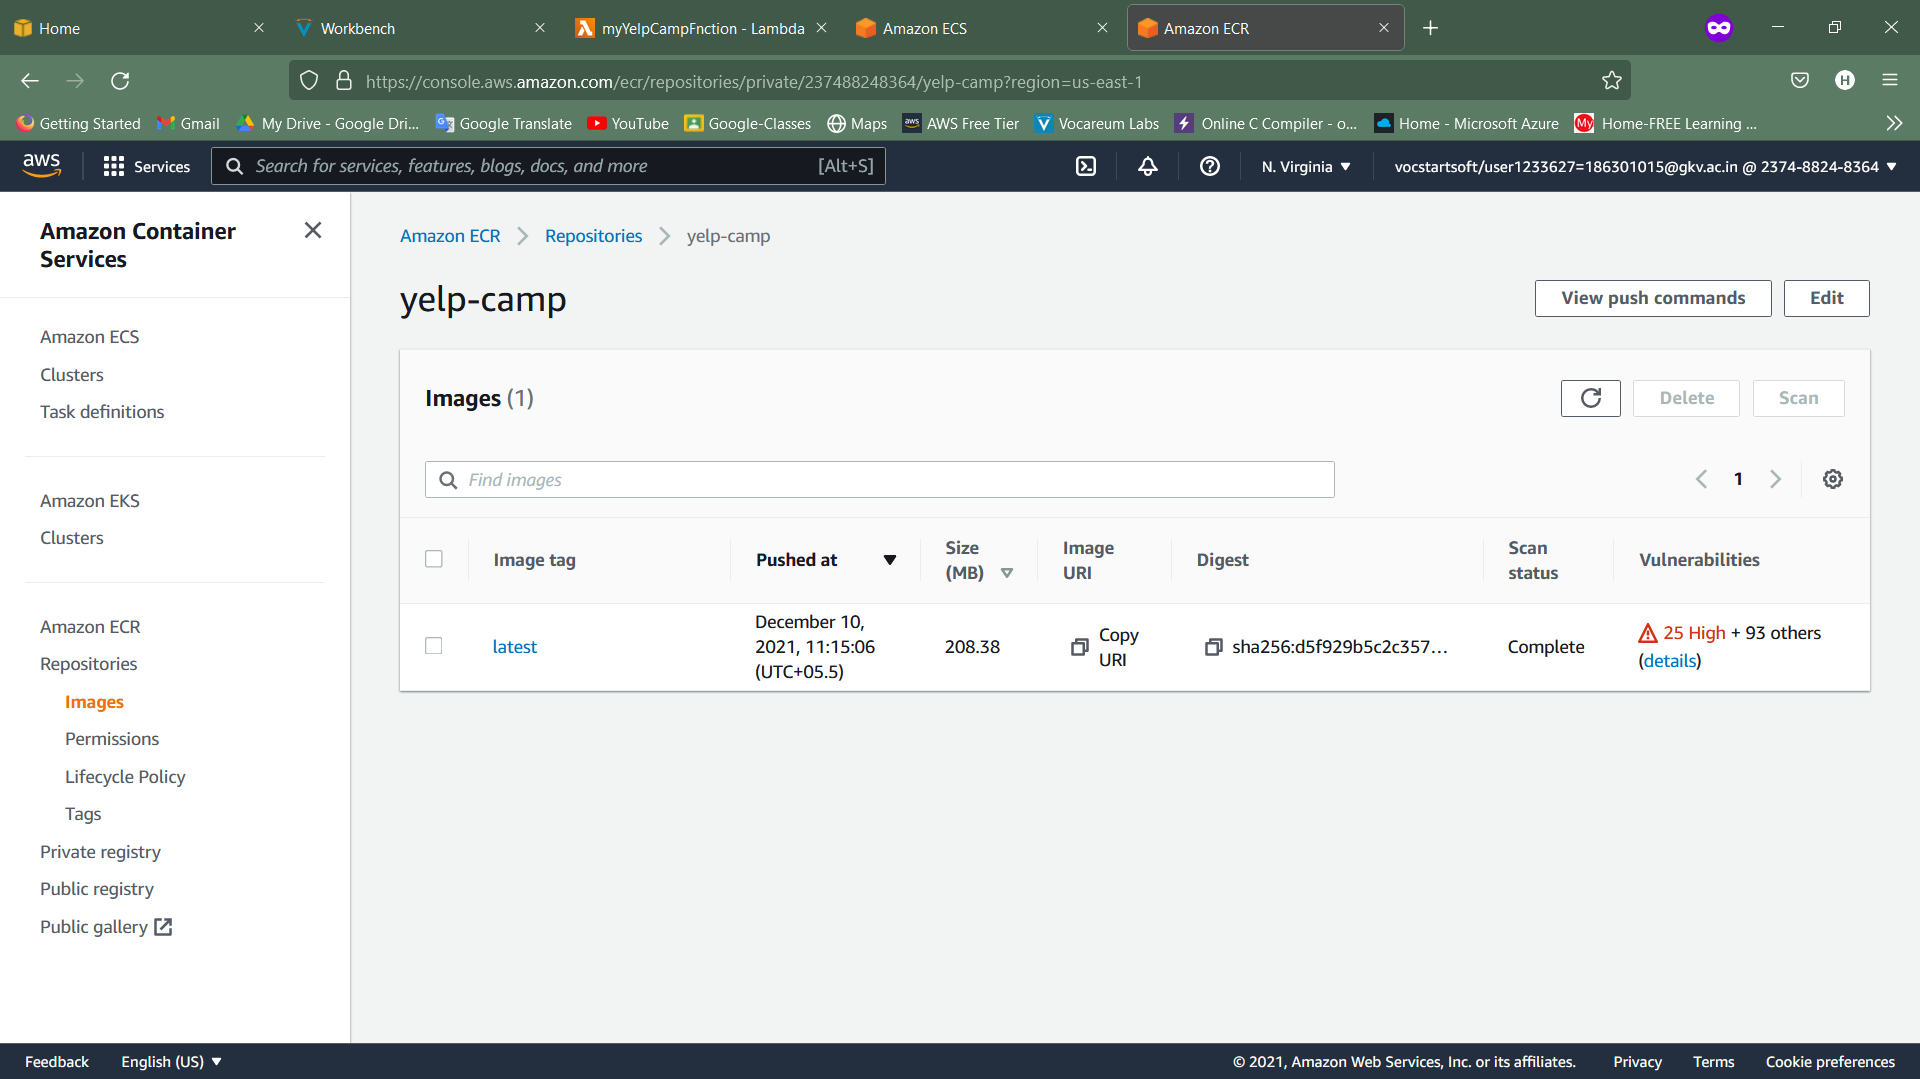 Home
Workbench
myYelpCampFnction - Lambda
Amazon ECS
Amazon ECR
https://console.aws.amazon.com/ecr/repositories/private/237488248364/yelp-camp?region=us-east-1
H
Getting Started
Gmail
My Drive - Google Dri...
Google Translate
YouTube
Google-Classes
Maps
aws
AWS Free Tier
Vocareum Labs
Online C Compiler - o...
Home - Microsoft Azure
My
Home-FREE Learning ...
aws
Services
Search for services, features, blogs, docs, and more
[Alt+S]
N. Virginia
vocstartsoft/user1233627=186301015@gkv.ac.in @ 2374-8824-8364
Amazon Container
Services
Amazon ECS
Clusters
Task definitions
Amazon EKS
Clusters
Amazon ECR
Repositories
Images
Permissions
Lifecycle Policy
Tags
Private registry
Public registry
Public gallery
Amazon ECR
Repositories
yelp-camp
yelp-camp
View push commands
Edit
Images (1)
Delete
Scan
Find images
1
Image tag
Pushed at
Size
(MB)
Image
URI
Digest
Scan
status
Vulnerabilities
latest
December 10,
2021, 11:15:06
(UTC+05.5)
208.38
Copy
URI
sha256:d5f929b5c2c357...
Complete
25 High + 93 others
(details)
Feedback
English (US)
© 2021, Amazon Web Services, Inc. or its affiliates.
Privacy
Terms
Cookie preferences